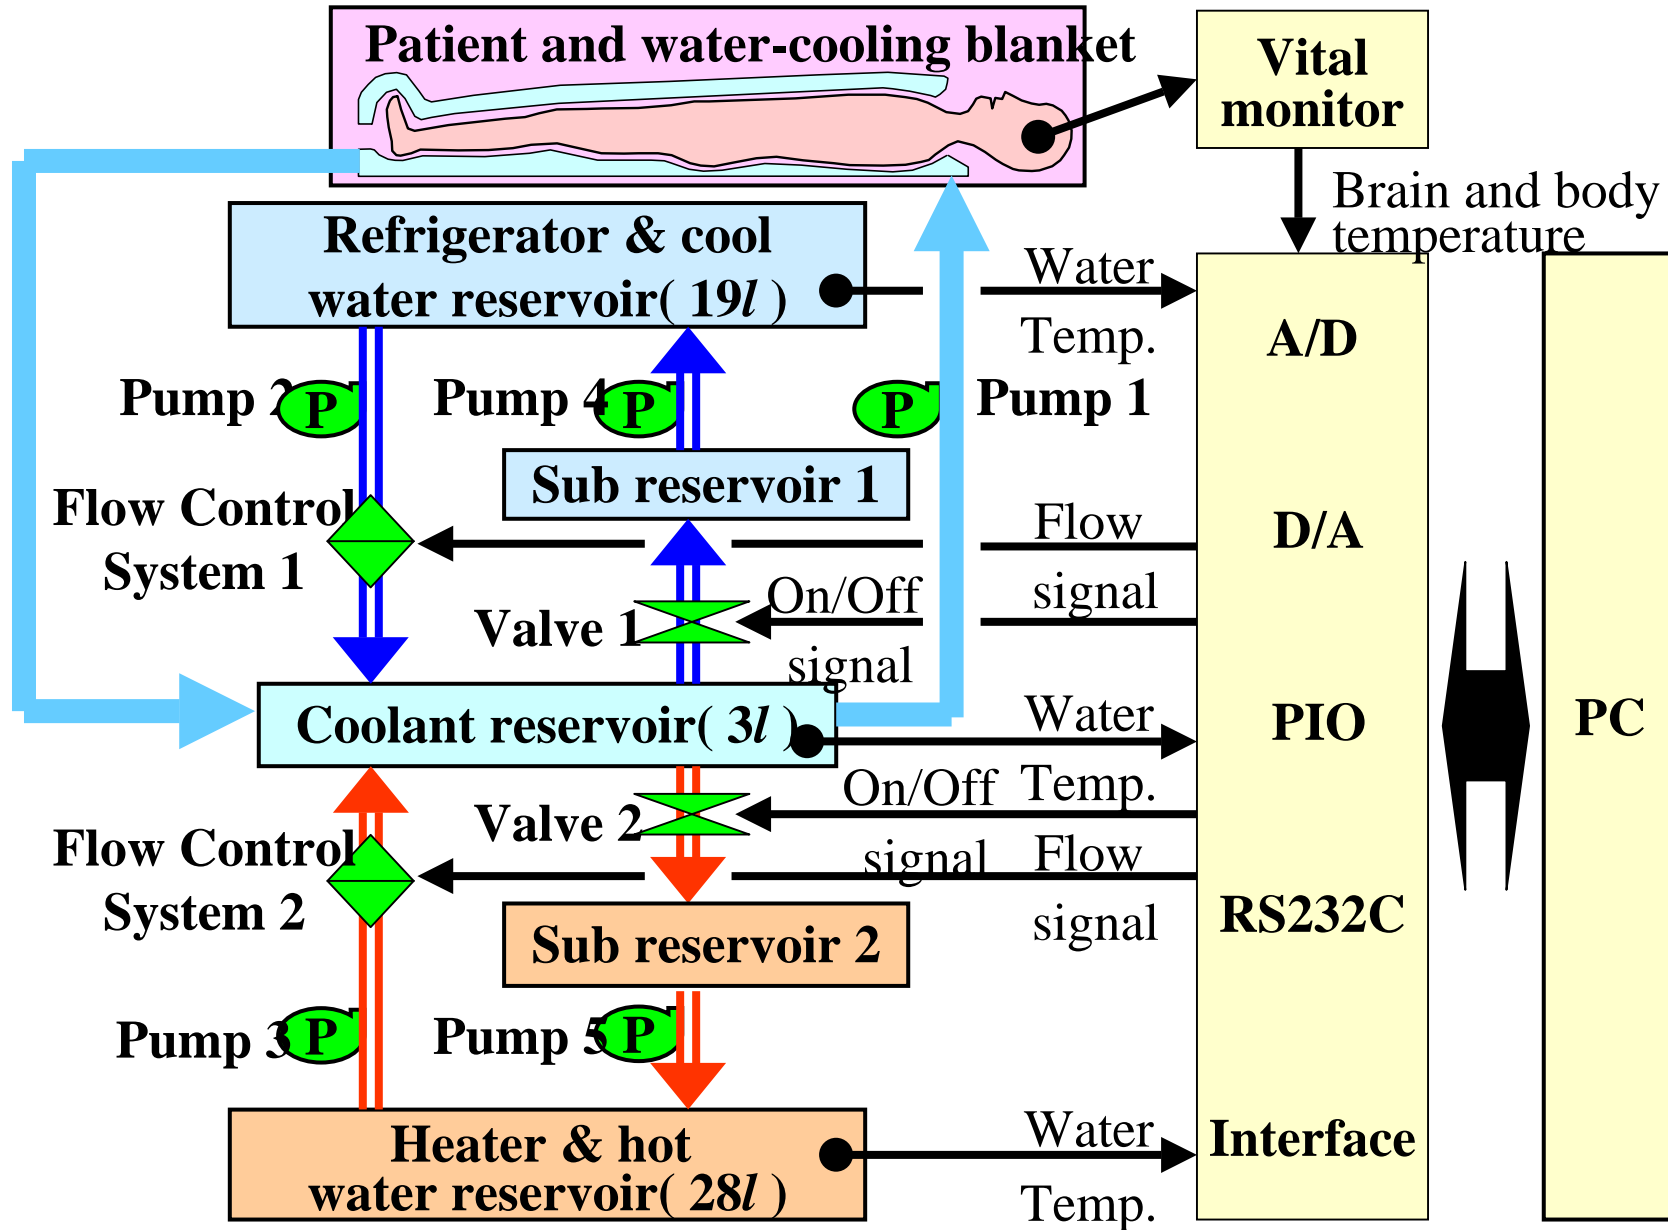 Patient and water-cooling blanket
Vital
monitor
Brain and body
temperature
Refrigerator & cool
water reservoir( 19l )
Water
Temp.
A/D
Pump 2
P
Pump 4
P
P
Pump 1
Sub reservoir 1
Flow Control
System 1
Flow
signal
D/A
On/Off
signal
Valve 1
Coolant reservoir( 3l )
Water
Temp.
PIO
PC
On/Off
signal
Valve 2
Flow Control
System 2
Flow
signal
RS232C
Sub reservoir 2
Pump 3
P
Pump 5
P
Heater & hot
water reservoir( 28l )
Water
Temp.
Interface